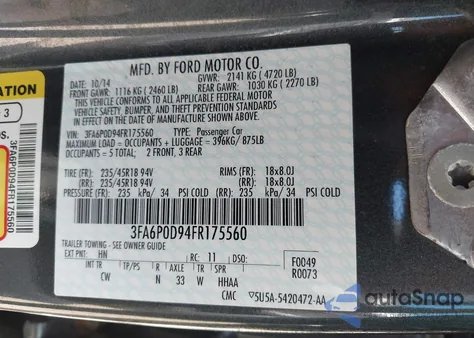 MFD. BY FORD MOTOR CO.
10/14 GVWR: 2141 KG ( 4720 LB)
FRONT GAWR: 1116 KG ( 2460 LB) REAR GAWR: 1030 KG ( 2270 LB)
THIS VEHICLE CONFORMS TO ALL APPLICABLE FEDERAL MOTOR
VEHICLE SAFETY, BUMPER, AND THEFT PREVENTION STANDARDS
IN EFFECT ON THE DATE OF MANUFACTURE SHOWN ABOVE.
VIN: 3FA6P0D94FR175560 TYPE: Passenger Car
MAXIMUM LOAD = OCCUPANTS + LUGGAGE = 396KG / 875LB
OCCUPANTS = 5 TOTAL; 2 FRONT, 3 REAR
TIRE (FR): 235/45R18 94V RIMS (FR): 18x8.0J
(RR): 235/45R18 94V (RR): 18x8.0J
PRESSURE (FR): 235 kPa/ 34 PSI COLD (RR): 235 kPa/ 34 PSI COLD
3FA6P0D94FR175560
TRAILER TOWING - SEE OWNER GUIDE
EXT PNT: HN RC: 11 DSO: F0049
R0073
INT TR TP/PS R AXLE TR SPR
CW N 33 W HHAA
CMC 5U5A-5420472-AA
ATION
3
3FA6P0D94FR175560
autoSnap